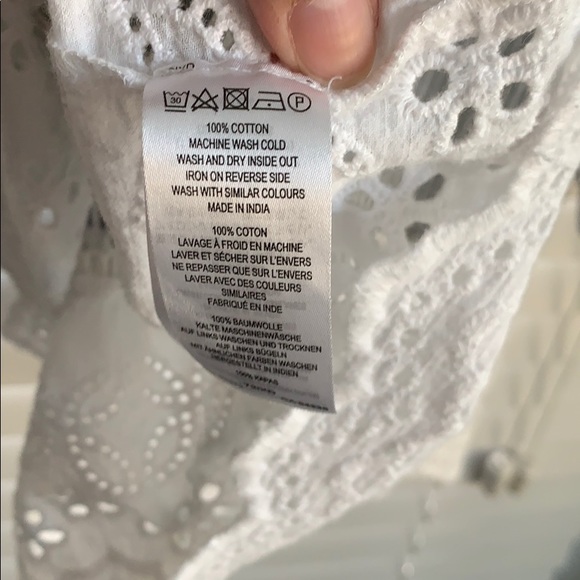 30 P
100% COTTON
MACHINE WASH COLD
WASH AND DRY INSIDE OUT
IRON ON REVERSE SIDE
WASH WITH SIMILAR COLOURS
MADE IN INDIA
100% COTON
LAVAGE À FROID EN MACHINE
LAVER ET SÉCHER SUR L'ENVERS
NE REPASSER QUE SUR L'ENVERS
LAVER AVEC DES COULEURS
SIMILAIRES
FABRIQUÉ EN INDE
100% BAUMWOLLE
KALTE MASCHINENWÄSCHE
AUF LINKS WASCHEN UND TROCKNEN
AUF LINKS BÜGELN
MIT ÄHNLICHEN FARBEN WASCHEN
HERGESTELLT IN INDIEN
100% KAPAS